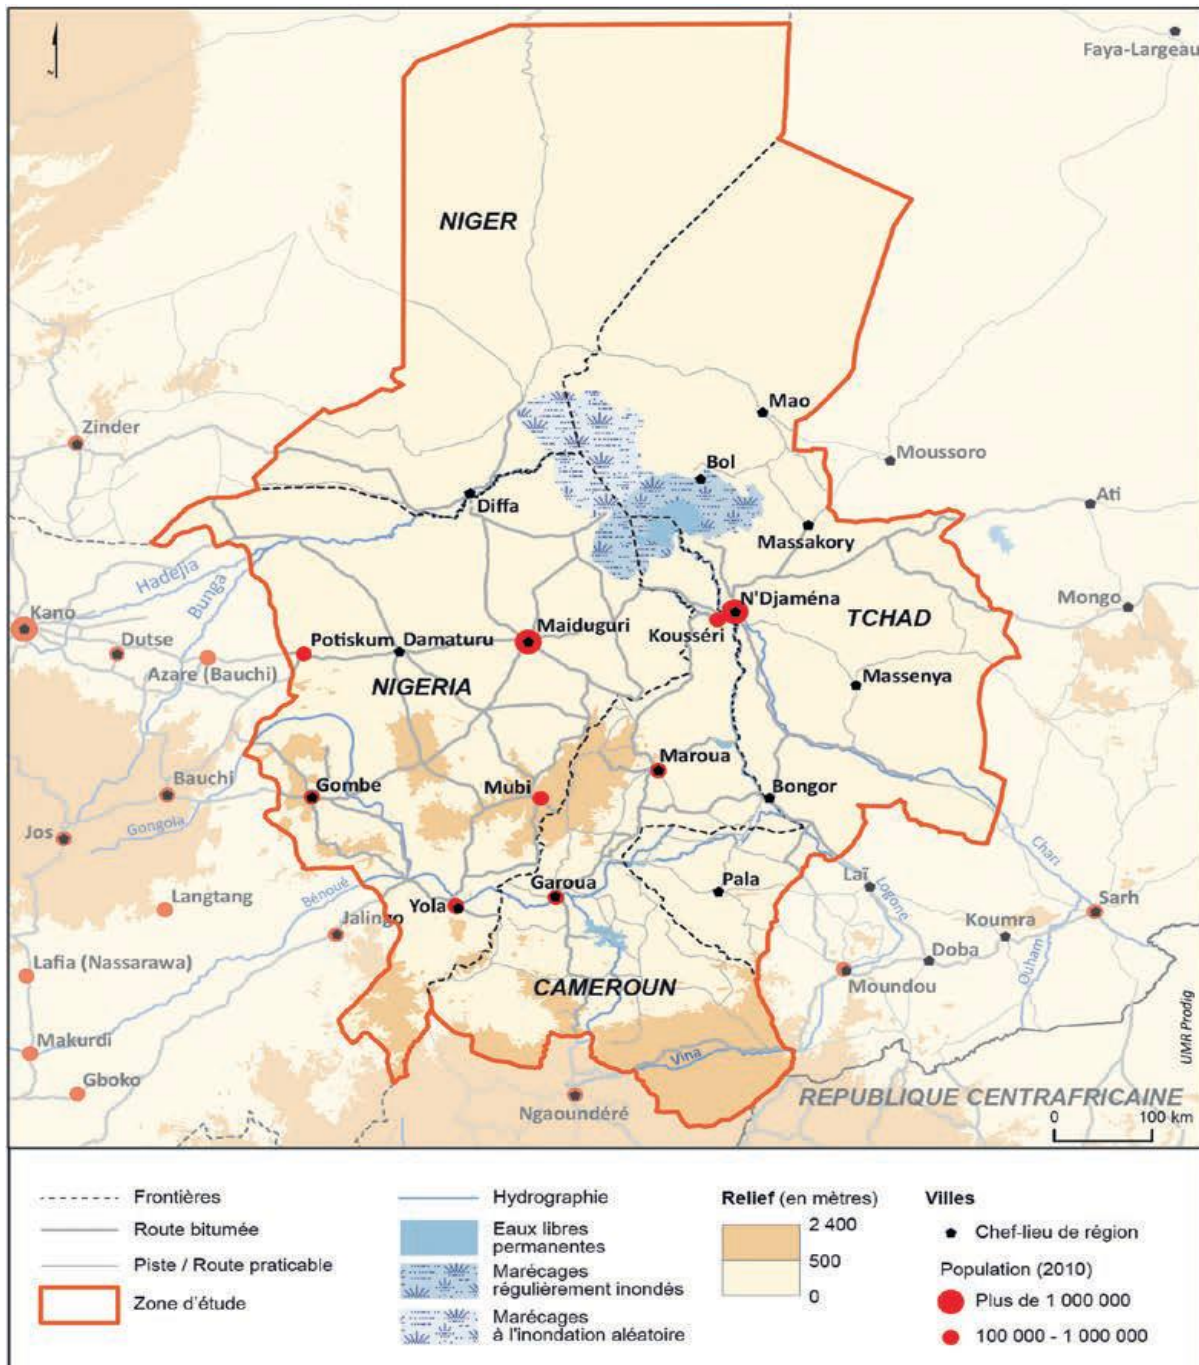 Faya-Largeau
NIGER
Mao
Zinder
Moussoro
Bol
Ati
Diffa
Massakory
Hadejia
Bunga
N'Djaména
Mongo
Kano
TCHAD
Maiduguri
Kousséri
Dutse
Potiskum
Damaturu
Azare (Bauchi)
Massenya
NIGERIA
Maroua
Bauchi
Gombe
Mubi
Bongor
Gongola
Jos
Chari
Laï
Garoua
Pala
Bénoué
Langtang
Yola
Logone
Sarh
Jalingo
Koumra
Doba
Ouham
Lafia (Nassarawa)
CAMEROUN
Moundou
Makurdi
Vina
UMR Prodig
Gboko
Ngaoundéré
REPUBLIQUE CENTRAFRICAINE
0 100 km
Frontières
Route bitumée
Piste / Route praticable
Zone d'étude
Hydrographie
Eaux libres
permanentes
Marécages
régulièrement inondés
Marécages
à l'inondation aléatoire
Relief (en mètres)
2 400
500
0
Villes
Chef-lieu de région
Population (2010)
Plus de 1 000 000
100 000 - 1 000 000